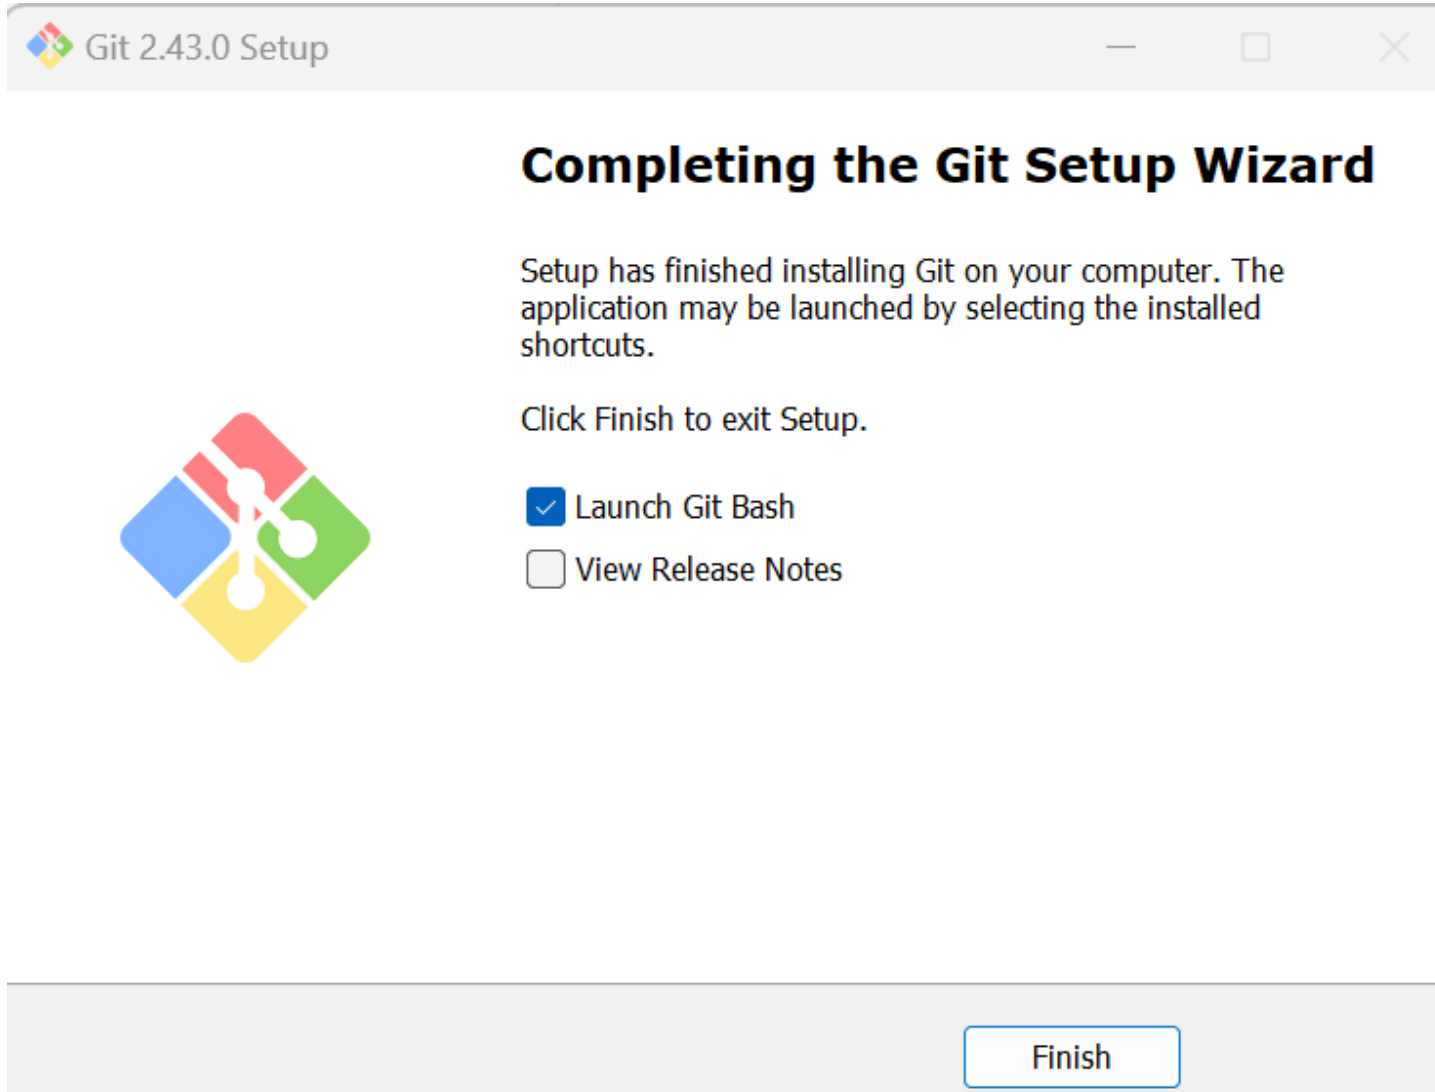 Git 2.43.0 Setup
Completing the Git Setup Wizard
Setup has finished installing Git on your computer. The
application may be launched by selecting the installed
shortcuts.
Click Finish to exit Setup.
Launch Git Bash
View Release Notes
Finish